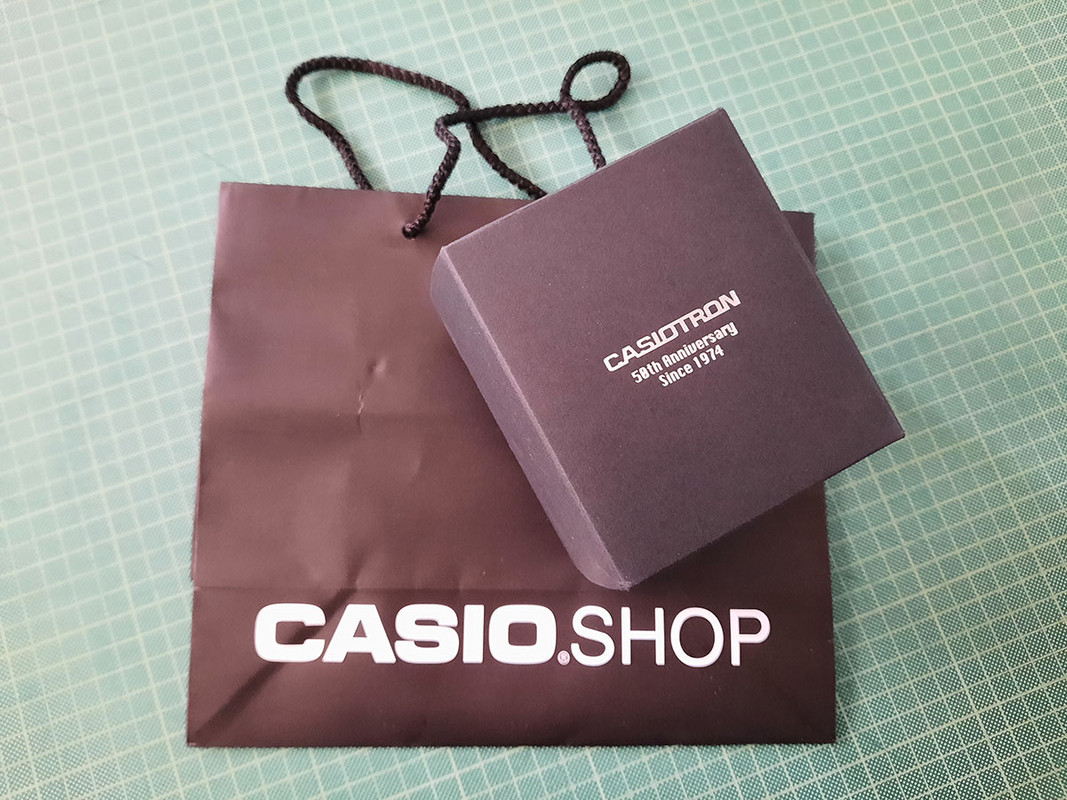 CASIOTRON
50th Anniversary
Since 1974
CASIO®.SHOP